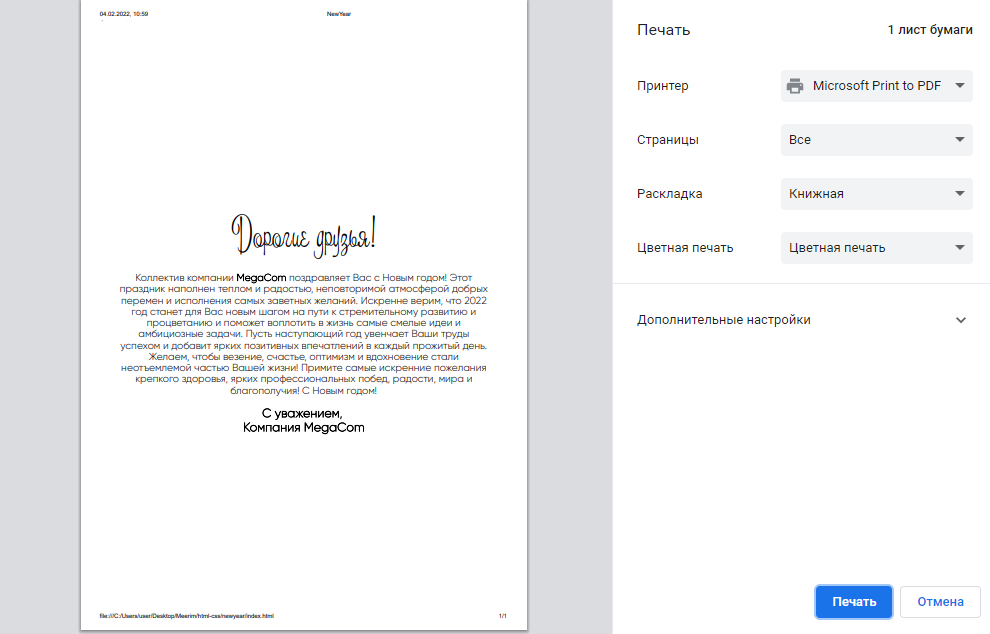 04.02.2022, 10:59
NewYear
Дорогие друзья!
Коллектив компании MegaCom поздравляет Вас с Новым годом! Этот
праздник наполнен теплом и радостью, неповторимой атмосферой добрых
перемен и исполнения самых заветных желаний. Искренне верим, что 2022
год станет для Вас новым шагом на пути к стремительному развитию и
процветанию и поможет воплотить в жизнь самые смелые идеи и
амбициозные задачи. Пусть наступающий год увенчает Ваши труды
успехом и добавит ярких позитивных впечатлений в каждый прожитый день.
Желаем, чтобы везение, счастье, оптимизм и вдохновение стали
неотъемлемой частью Вашей жизни! Примите самые искренние пожелания
крепкого здоровья, ярких профессиональных побед, радости, мира и
благополучия! С Новым годом!
С уважением,
Компания MegaCom
file:///C:/Users/user/Desktop/Meerim/html-css/newyear/index.html
1/1
Печать
1 лист бумаги
Принтер
Microsoft Print to PDF
Страницы
Все
Раскладка
Книжная
Цветная печать
Цветная печать
Дополнительные настройки
Печать
Отмена